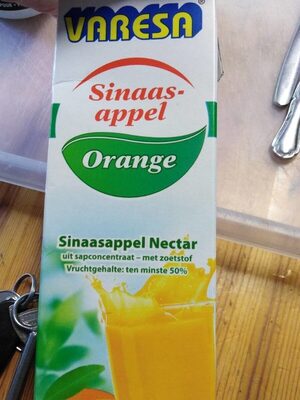 VARESA
Sinaas-
appel
Orange
Sinaasappel Nectar
uit sapconcentraat – met zoetstof
Vruchtgehalte: ten minste 50%